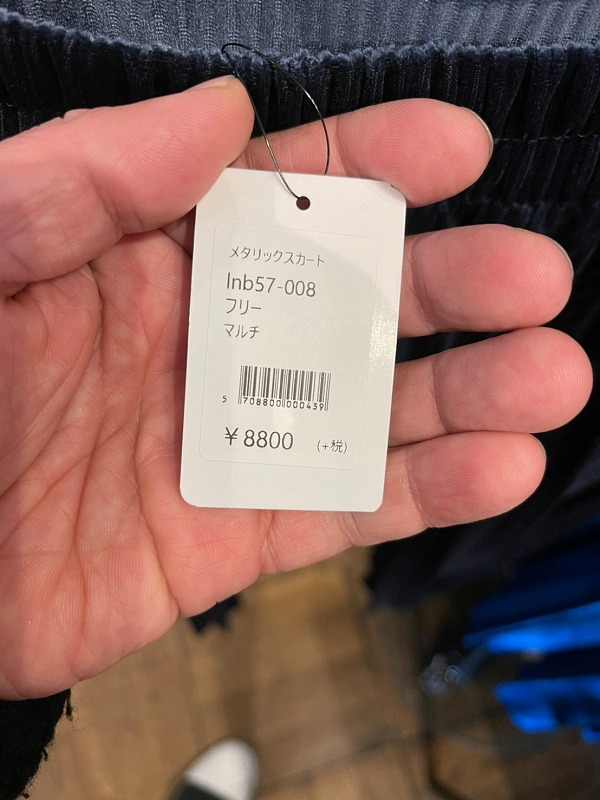 メタリックスカート
lnb57-008
フリー
マルチ
5 708800 000439
¥8800 (+税)